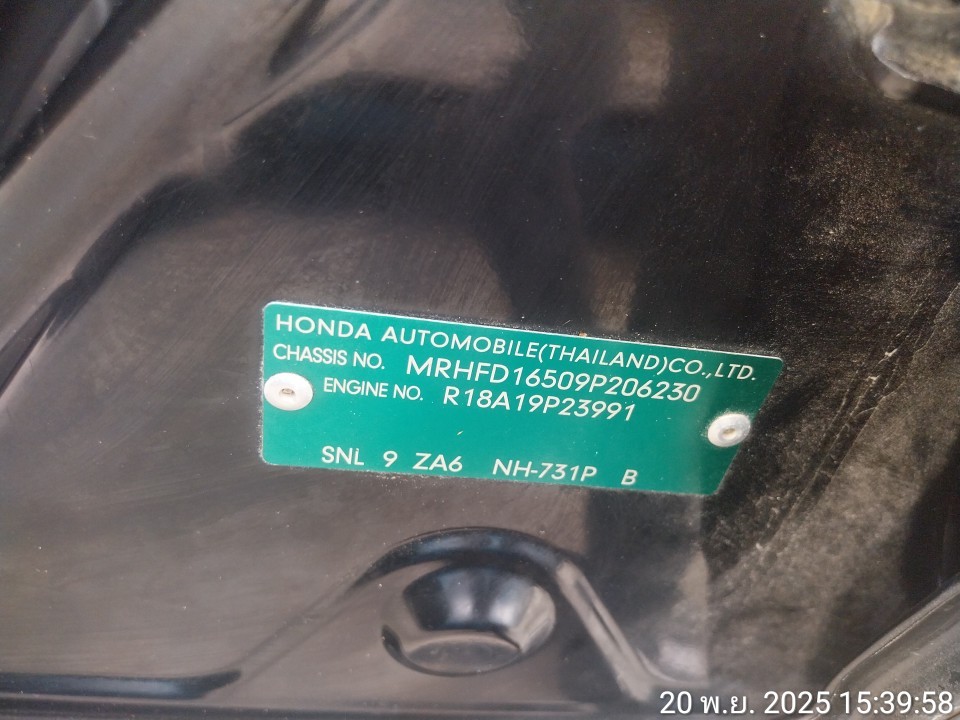 HONDA AUTOMOBILE(THAILAND)CO.,LTD.
CHASSIS NO. MRHFD16509P206230
ENGINE NO. R18A19P23991
SNL 9 ZA6 NH-731P B
20 พ.ย. 2025 15:39:58